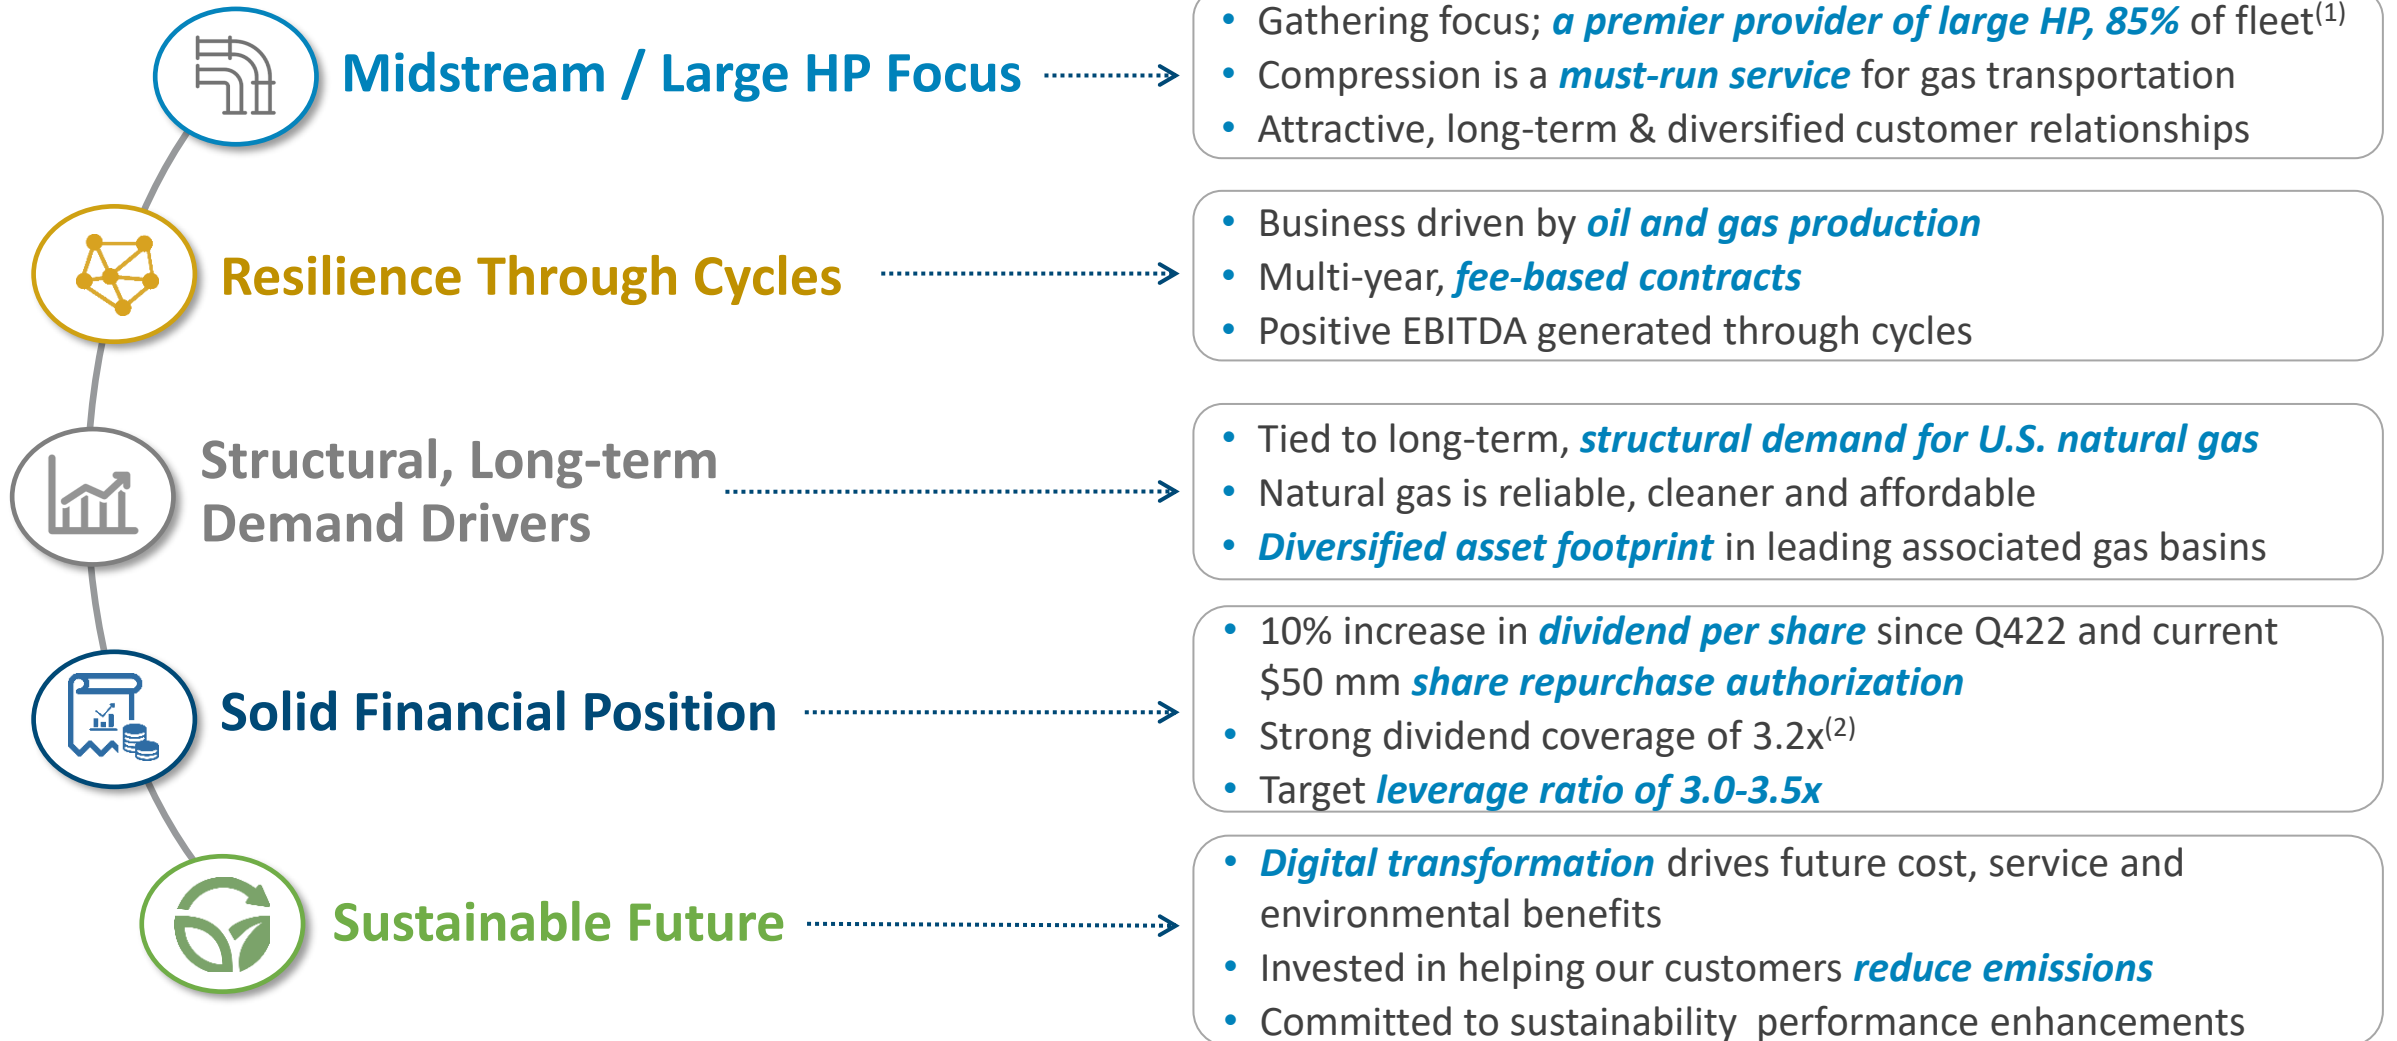 Midstream / Large HP Focus
• Gathering focus; a premier provider of large HP, 85% of fleet(1)
• Compression is a must-run service for gas transportation
• Attractive, long-term & diversified customer relationships
Resilience Through Cycles
• Business driven by oil and gas production
• Multi-year, fee-based contracts
• Positive EBITDA generated through cycles
Structural, Long-term
Demand Drivers
• Tied to long-term, structural demand for U.S. natural gas
• Natural gas is reliable, cleaner and affordable
• Diversified asset footprint in leading associated gas basins
Solid Financial Position
• 10% increase in dividend per share since Q422 and current
$50 mm share repurchase authorization
• Strong dividend coverage of 3.2x(2)
• Target leverage ratio of 3.0-3.5x
Sustainable Future
• Digital transformation drives future cost, service and
environmental benefits
• Invested in helping our customers reduce emissions
• Committed to sustainability  performance enhancements